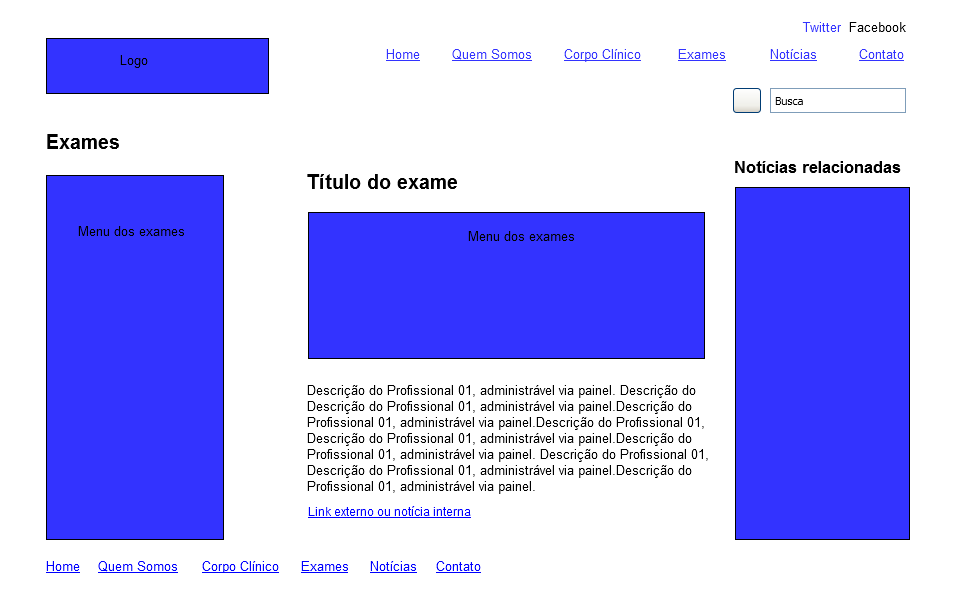 Twitter Facebook
Logo
Home Quem Somos Corpo Clínico Exames Notícias Contato
Busca
Exames
Menu dos exames
Título do exame
Menu dos exames
Descrição do Profissional 01, administrável via painel. Descrição do
Descrição do Profissional 01, administrável via painel.Descrição do
Profissional 01, administrável via painel.Descrição do Profissional 01,
Descrição do Profissional 01, administrável via painel.Descrição do
Profissional 01, administrável via painel. Descrição do Profissional 01,
Descrição do Profissional 01, administrável via painel.Descrição do
Profissional 01, administrável via painel.
Link externo ou notícia interna
Notícias relacionadas
Home Quem Somos Corpo Clínico Exames Notícias Contato